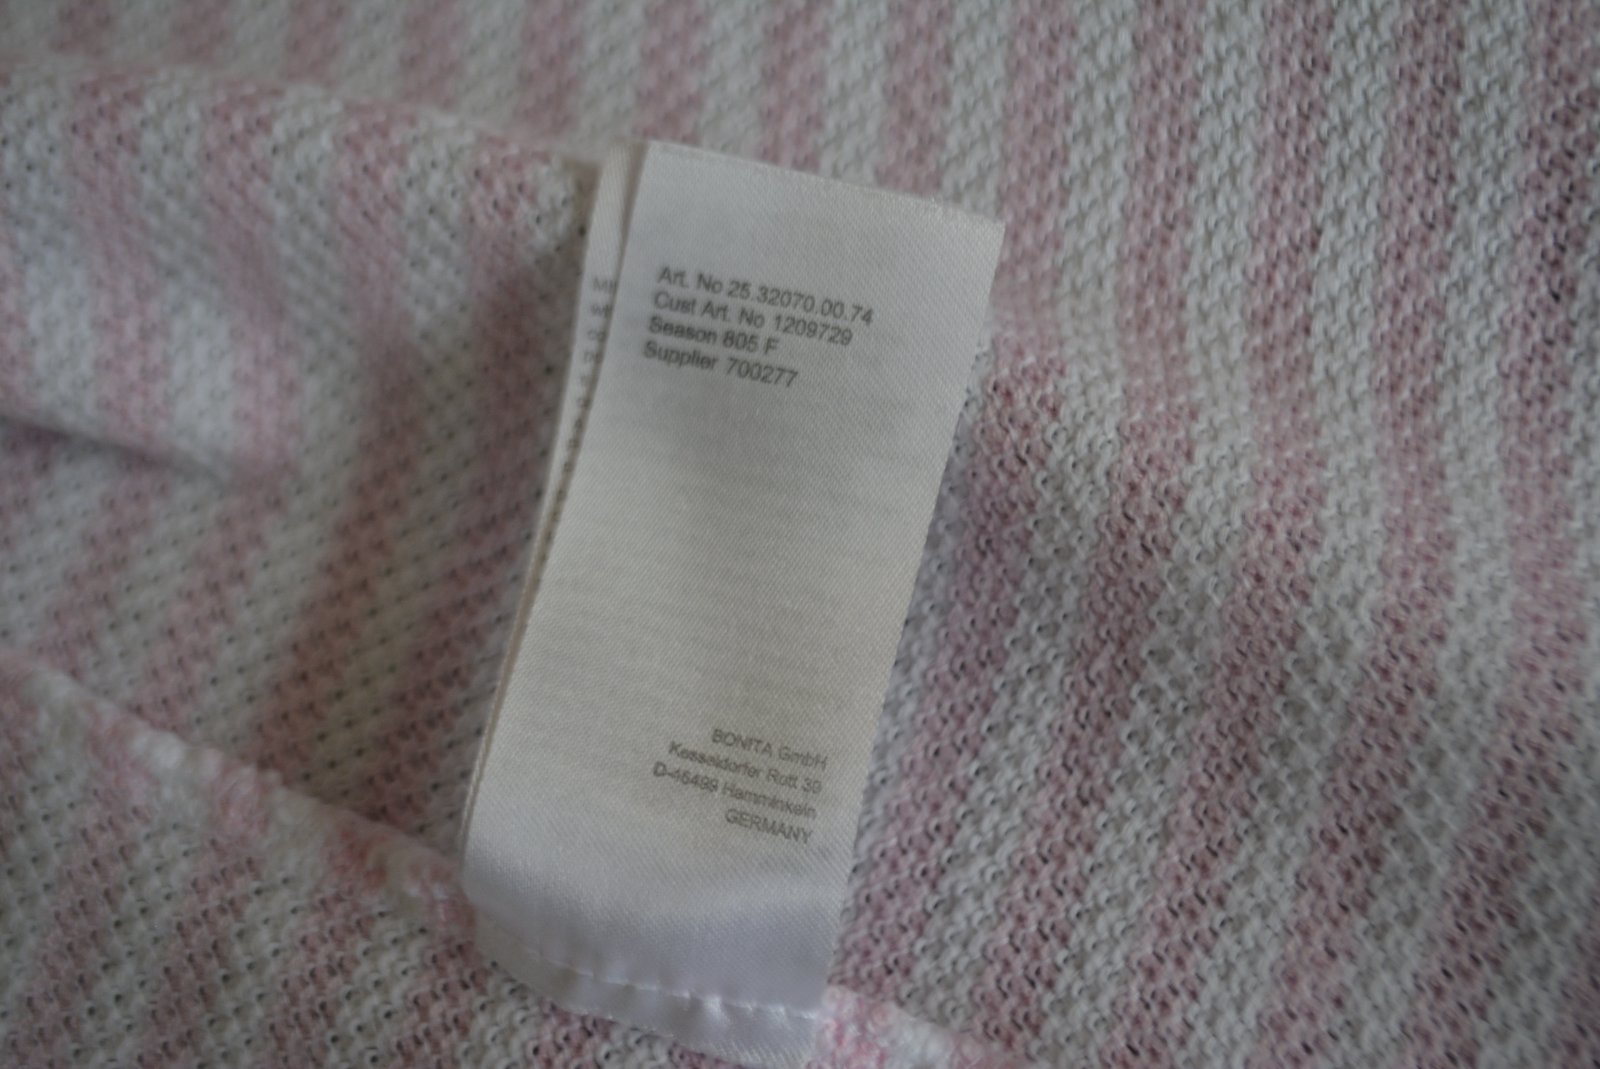 Art. No 25.32070.00.74
Cust Art. No 1209729
Season 805 F
Supplier 700277
BONITA GmbH
Kesseldorfer Rott 39
D-46499 Hamminkeln
GERMANY